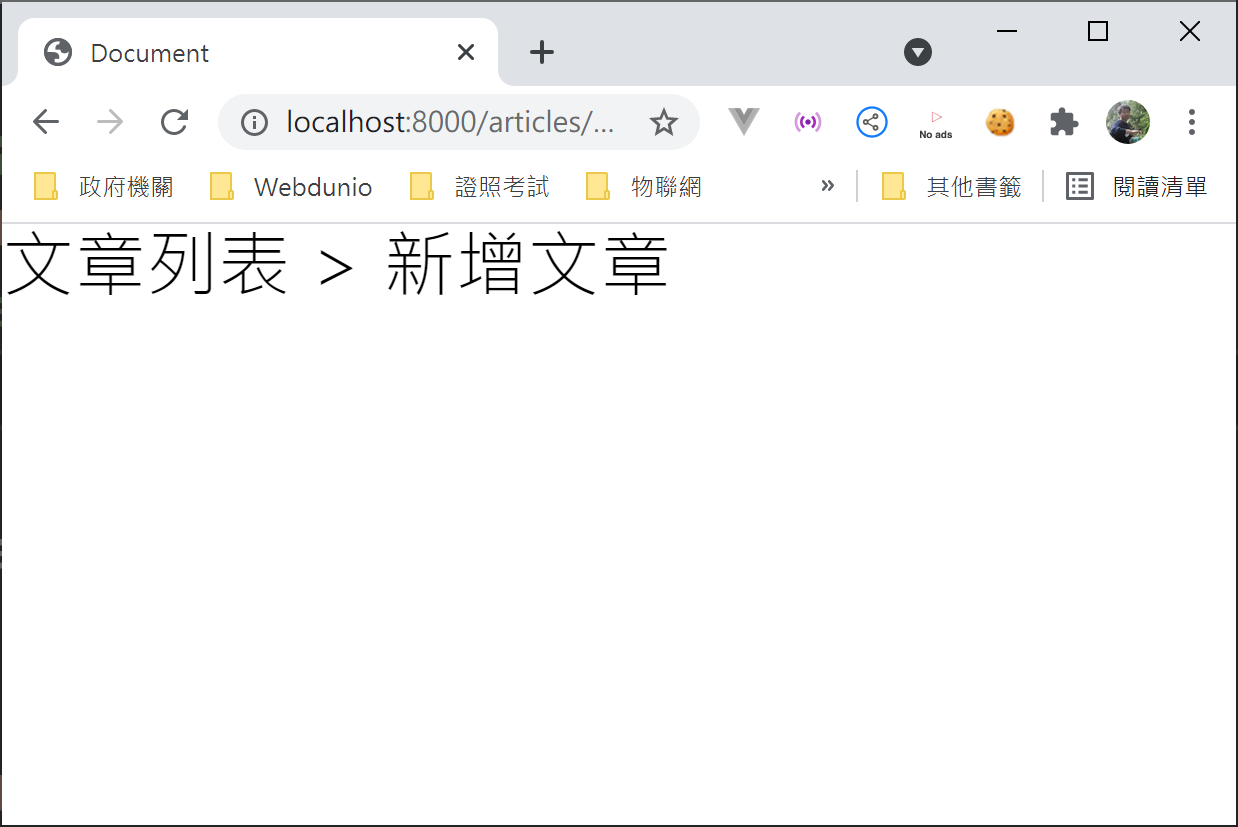 Document
localhost:8000/articles/...
No ads
政府機關 Webdunio 證照考試 物聯網 » 其他書籤 閱讀清單
文章列表 > 新增文章